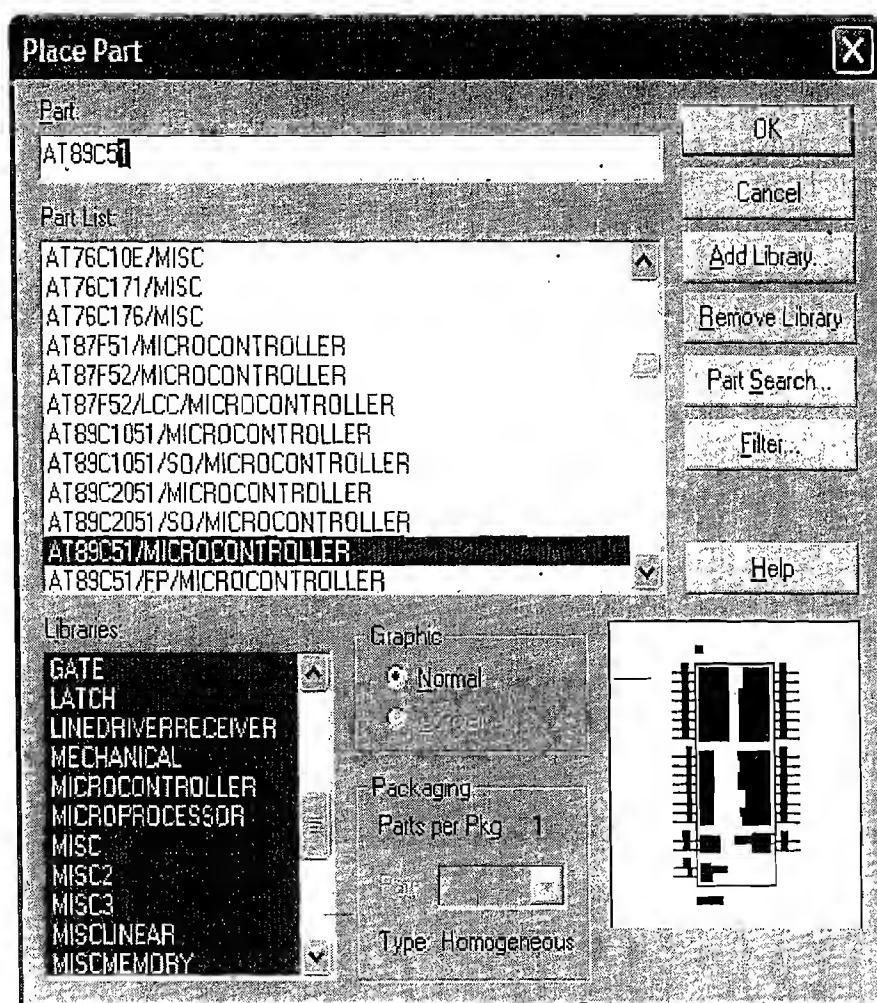 Place Part
Part:
AT89C51
OK
Cancel
Part List:
Add Library...
Remove Library
Part Search...
Filter...
Help
AT76C10E/MISC
AT76C171/MISC
AT76C176/MISC
AT87F51/MICROCONTROLLER
AT87F52/MICROCONTROLLER
AT87F52/LCC/MICROCONTROLLER
AT89C1051/MICROCONTROLLER
AT89C1051/SO/MICROCONTROLLER
AT89C2051/MICROCONTROLLER
AT89C2051/SO/MICROCONTROLLER
AT89C51/MICROCONTROLLER
AT89C51/FP/MICROCONTROLLER
Libraries:
GATE
LATCH
LINEDRIVERRECEIVER
MECHANICAL
MICROCONTROLLER
MICROPROCESSOR
MISC
MISC2
MISC3
MISCLINEAR
MISCMEMORY
Graphic
Normal
Packaging
Parts per Pkg: 1
Part:
Type: Homogeneous